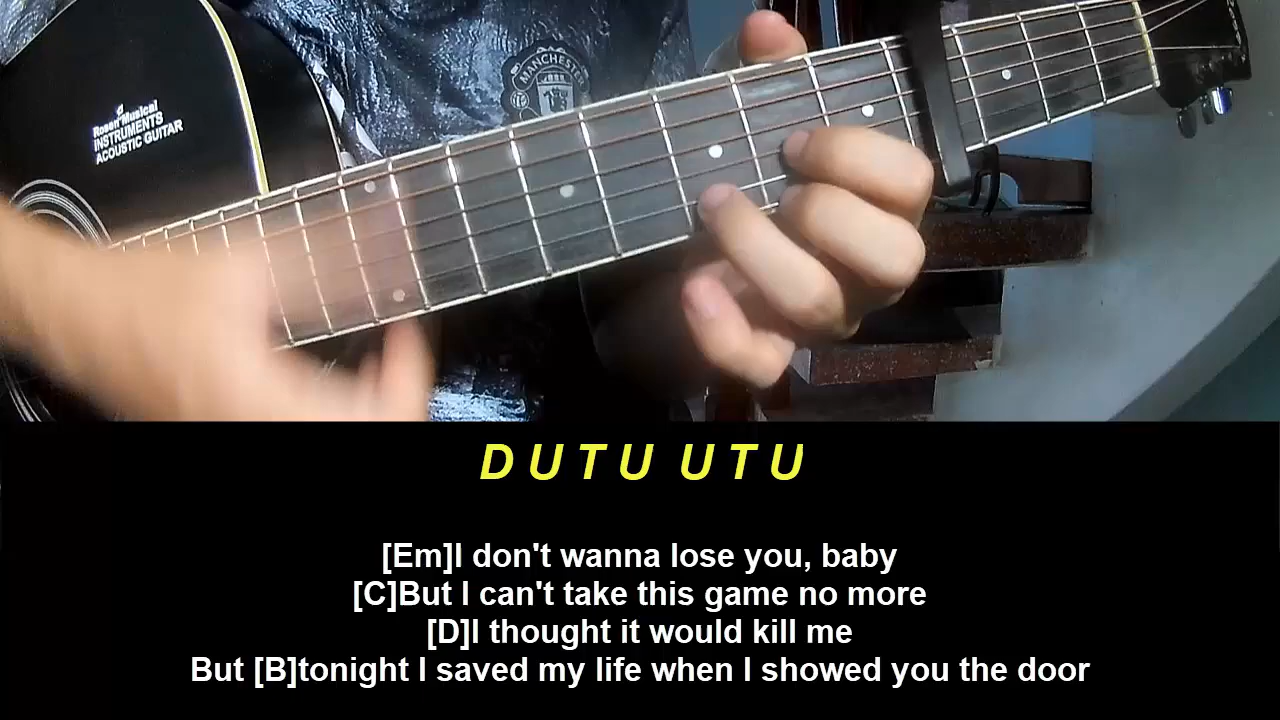 Rosen Musical
INSTRUMENTS
ACOUSTIC GUITAR
MANCHESTER
D U T U U T U
[Em]I don't wanna lose you, baby
[C]But I can't take this game no more
[D]I thought it would kill me
But [B]tonight I saved my life when I showed you the door